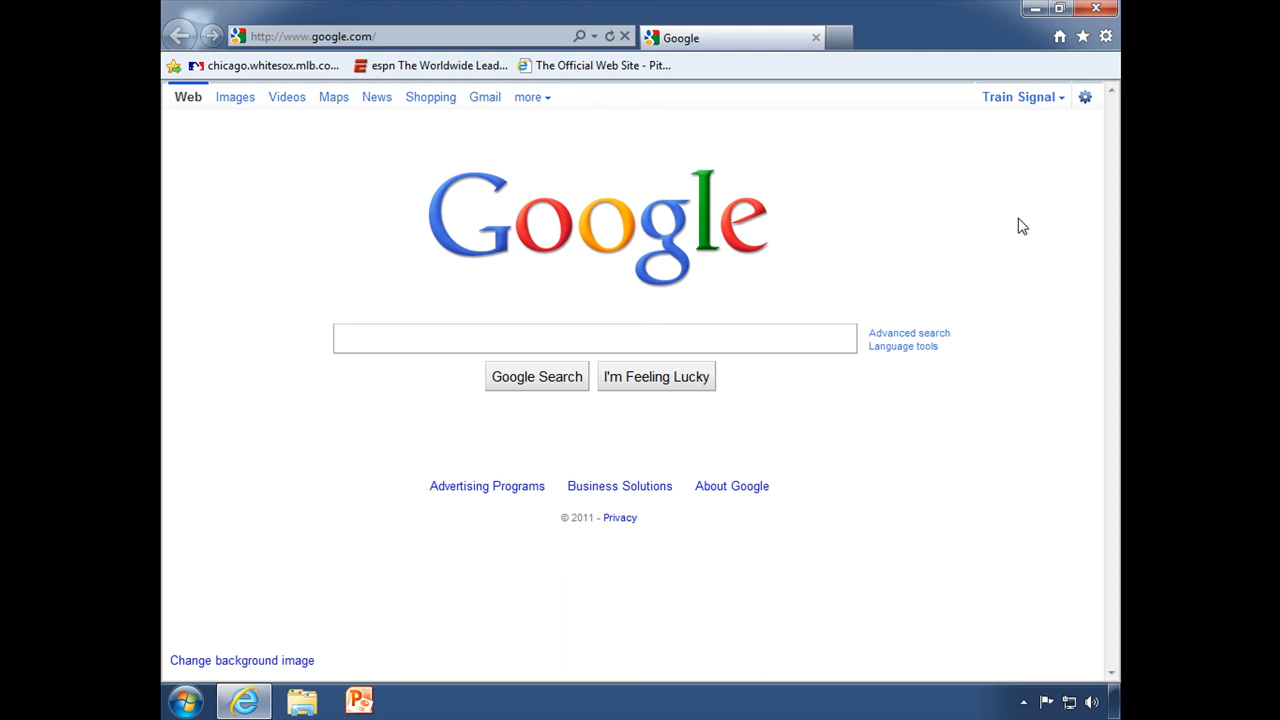 http://www.google.com/
Google
chicago.whitesox.mlb.co...
espn The Worldwide Lead...
The Official Web Site - Pit...
Web Images Videos Maps News Shopping Gmail more
Train Signal
Google
Advanced search
Language tools
Google Search
I'm Feeling Lucky
Advertising Programs Business Solutions About Google
© 2011 - Privacy
Change background image